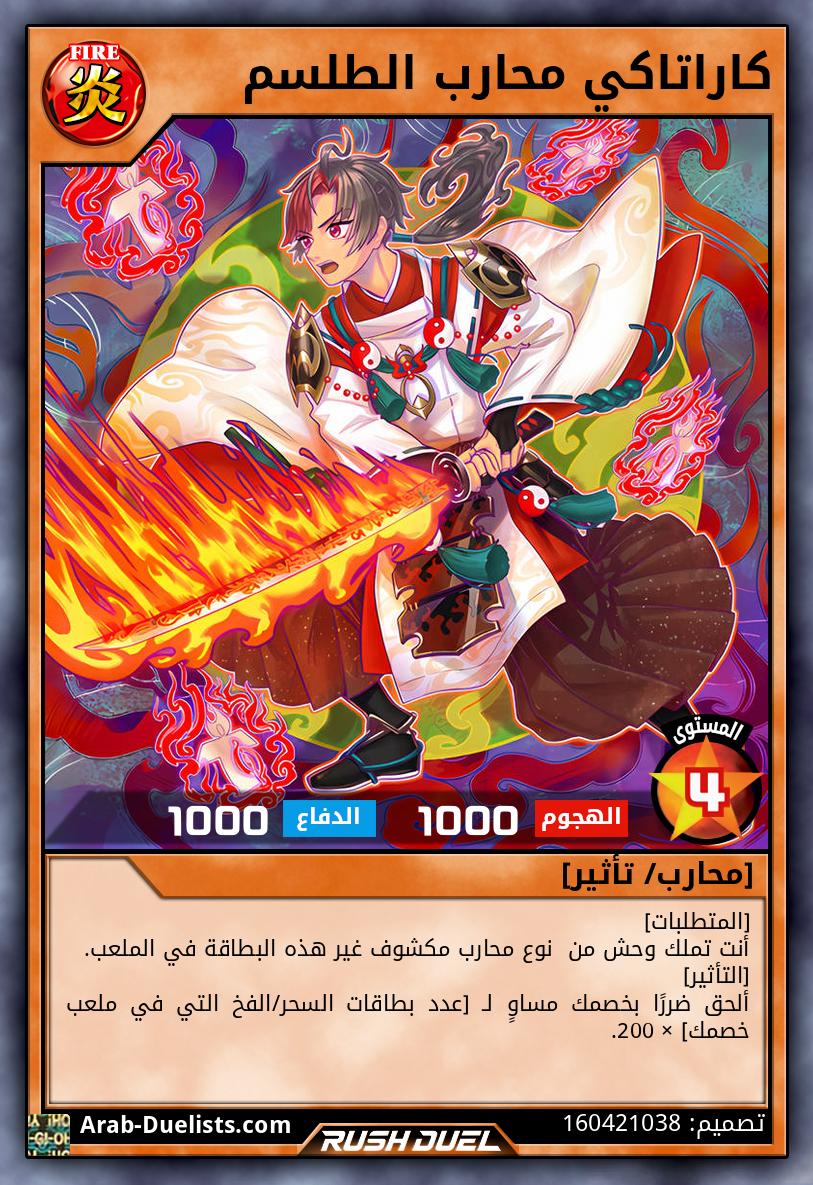 كاراتاكي محارب الطلسم
FIRE
炎
المستوى
4
الهجوم 1000 الدفاع 1000
[محارب/ تأثير]
[المتطلبات]
أنت تملك وحش من نوع محارب مكشوف غير هذه البطاقة في الملعب.
[التأثير]
ألحق ضررًا بخصمك مساوٍ لـ [عدد بطاقات السحر/الفخ التي في ملعب
خصمك] × 200.
تصميم: 160421038
RUSH DUEL
Arab-Duelists.com